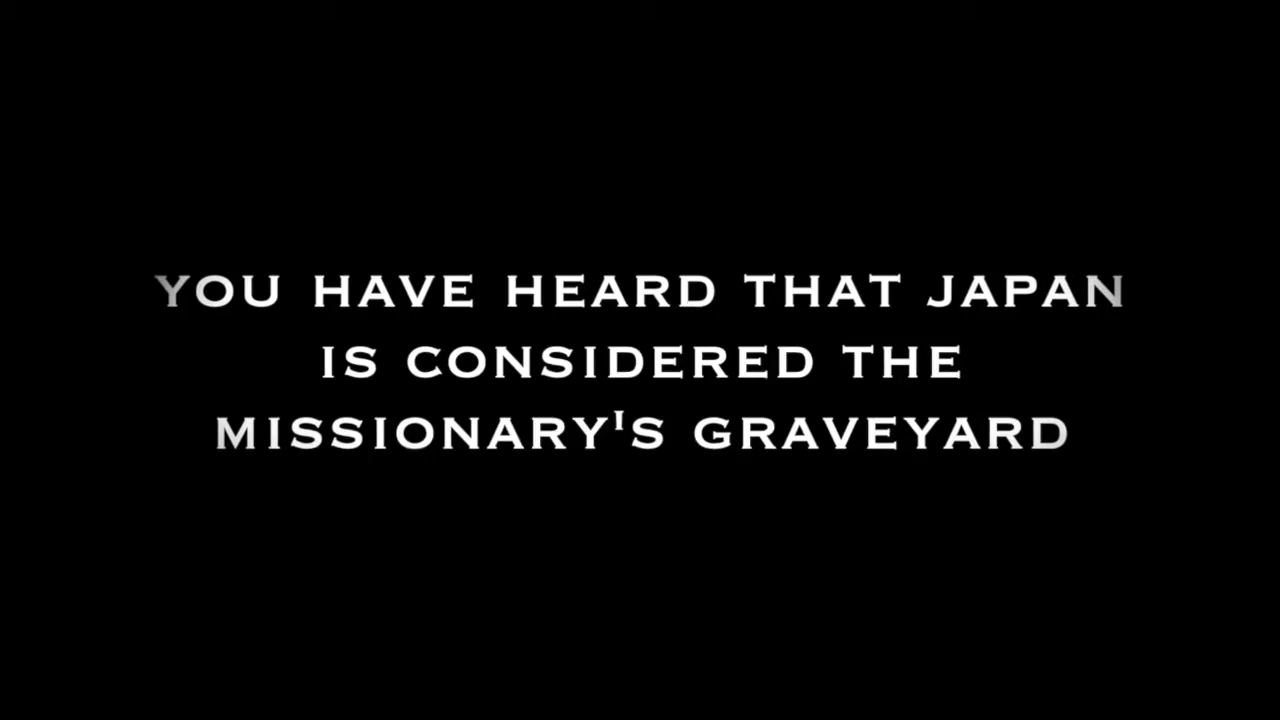 YOU HAVE HEARD THAT JAPAN
IS CONSIDERED THE
MISSIONARY'S GRAVEYARD